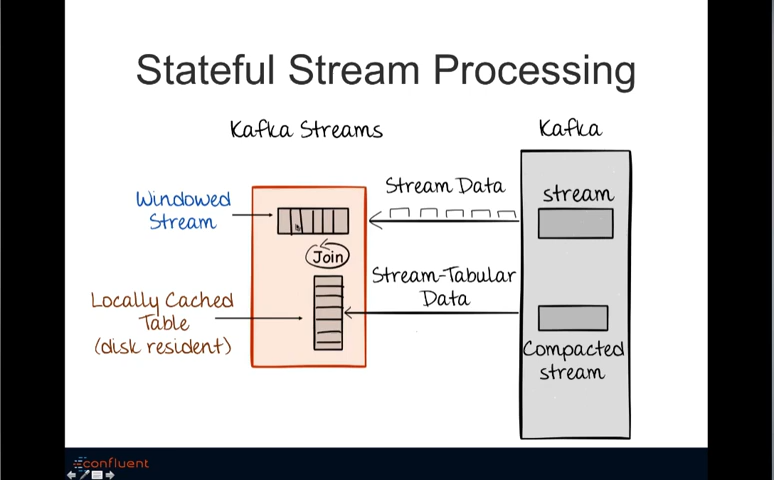 Stateful Stream Processing
Kafka Streams
Kafka
Stream Data
stream
Windowed
Stream
Join
Stream-Tabular
Data
Locally Cached
Table
(disk resident)
Compacted
stream
confluent